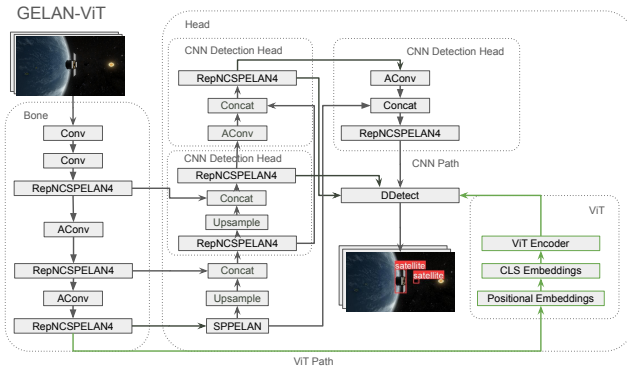 GELAN-ViT
Bone
Conv
Conv
RepNCSPELAN4
AConv
RepNCSPELAN4
AConv
RepNCSPELAN4
Head
CNN Detection Head
RepNCSPELAN4
Concat
AConv
CNN Detection Head
RepNCSPELAN4
Concat
Upsample
RepNCSPELAN4
Concat
Upsample
SPPELAN
CNN Detection Head
AConv
Concat
RepNCSPELAN4
CNN Path
DDetect
satellite
satellite
ViT
ViT Encoder
CLS Embeddings
Positional Embeddings
ViT Path